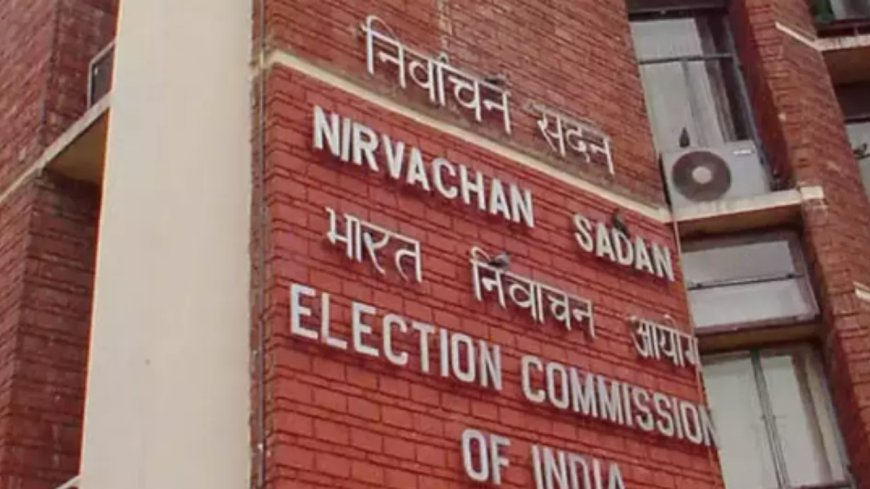 निर्वाचन सदन
NIRVACHAN SADAN
भारत निर्वाचन आयोग
ELECTION COMMISSION
OF INDIA